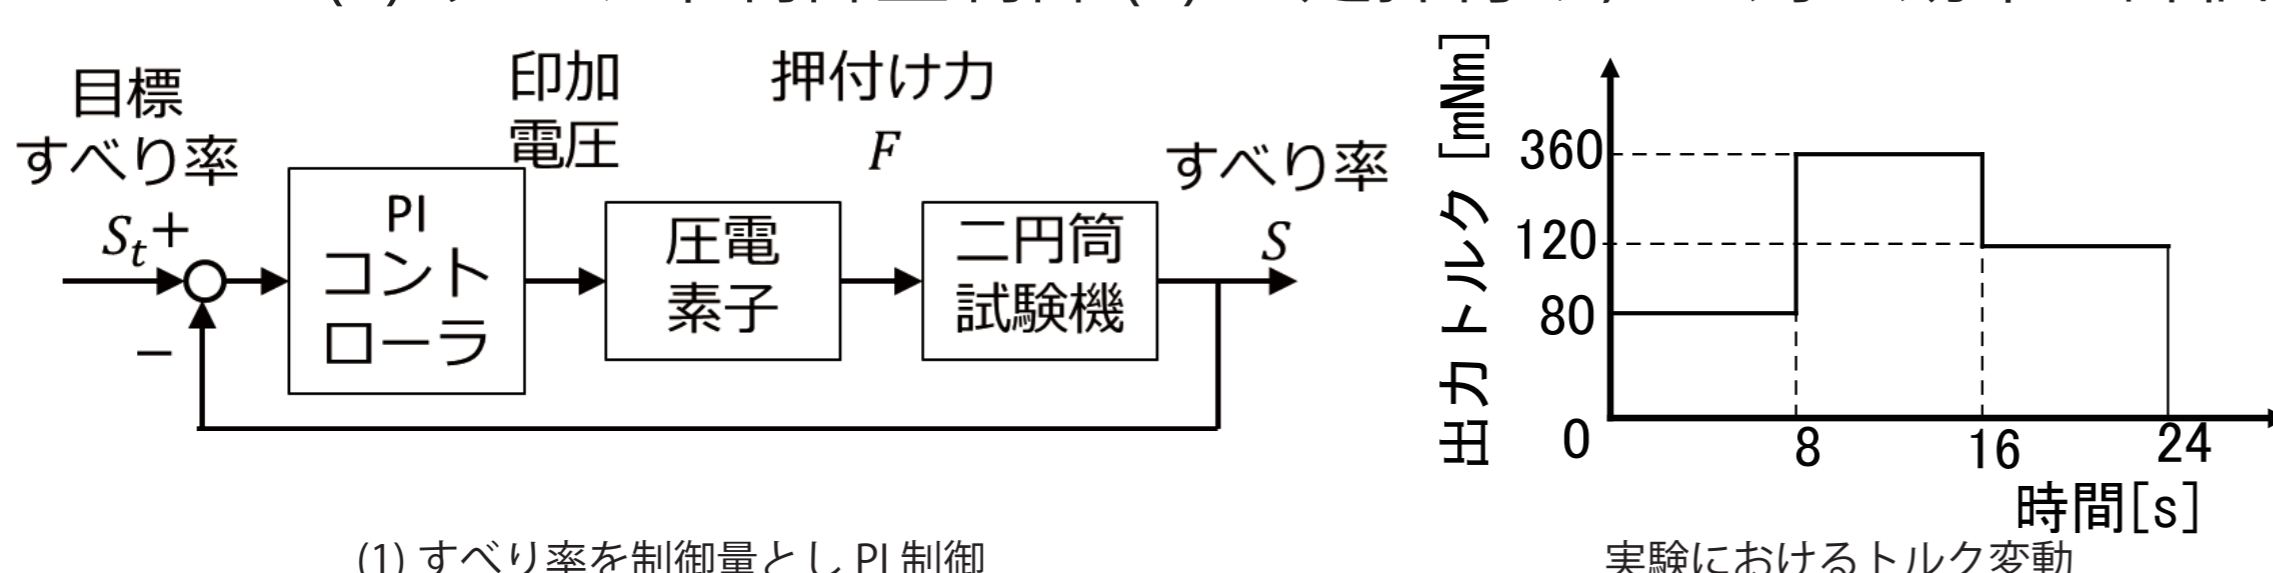 目標
すべり率
S_t
+
−
PI
コント
ローラ
印加
電圧
圧電
素子
押付け力
F
二円筒
試験機
すべり率
S
(1) すべり率を制御量とし PI 制御
出力トルク [mNm]
360
120
80
0
8
16
24
時間[s]
実験におけるトルク変動